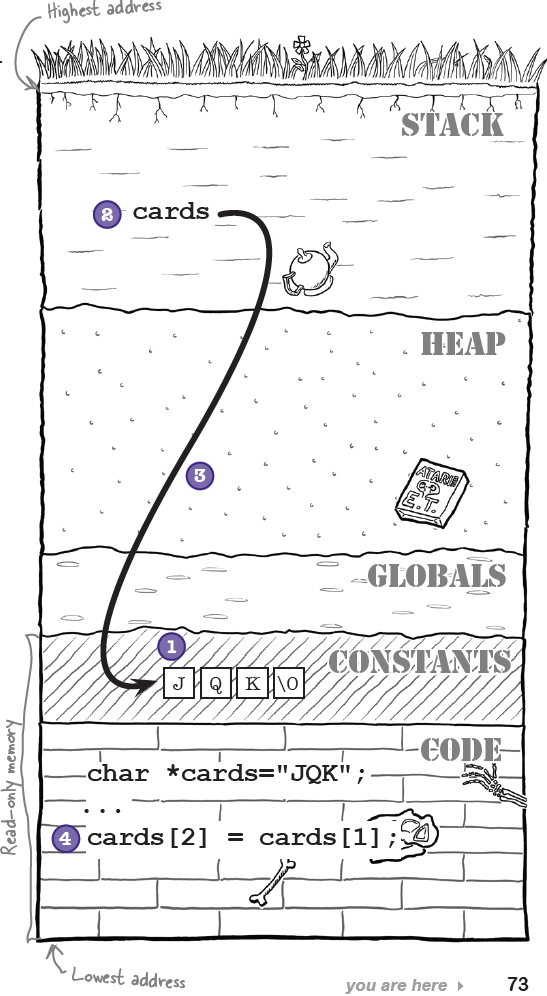 Highest address
STACK
2 cards
HEAP
3
ATARI
E.T.
GLOBALS
1
CONSTANTS
J Q K \0
Read-only memory
CODE
char *cards="JQK";
...
4 cards[2] = cards[1];
Lowest address
you are here 73